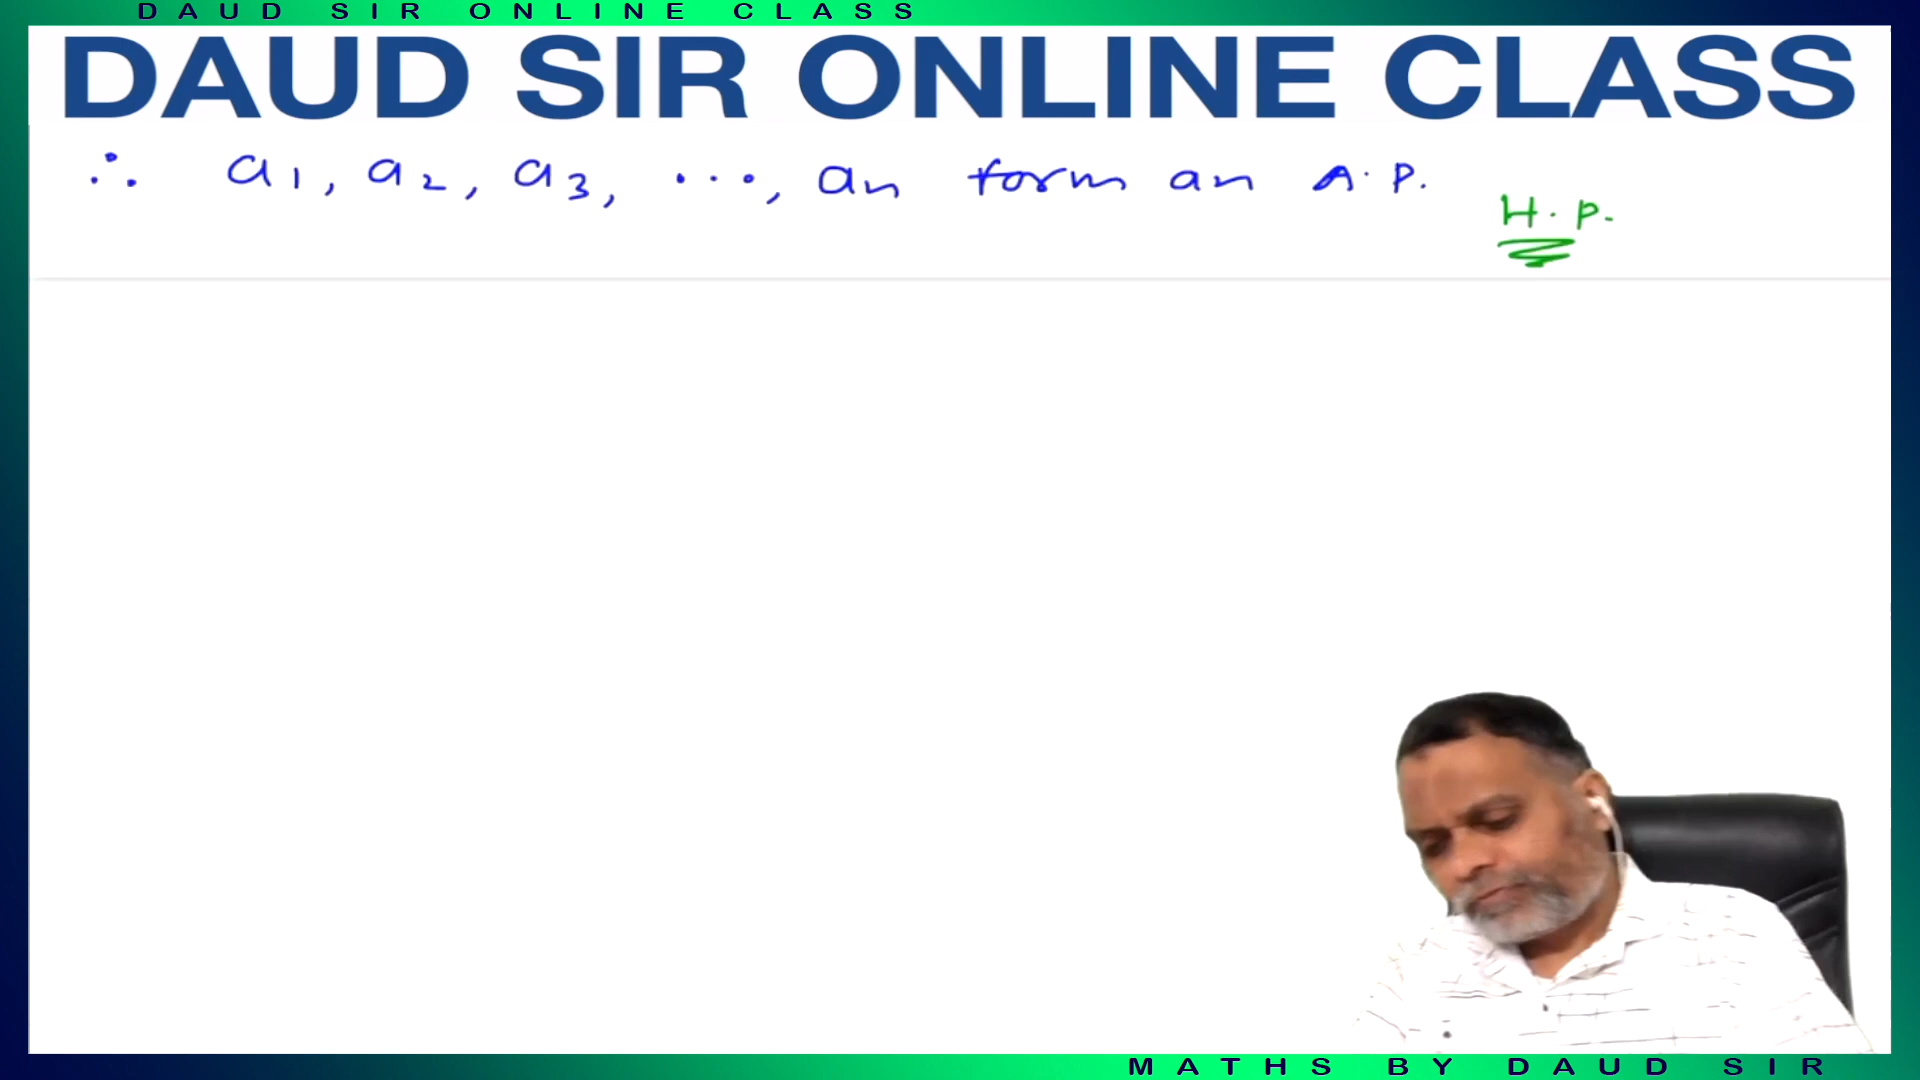 DAUD SIR ONLINE CLASS
DAUD SIR ONLINE CLASS
∴ a1, a2, a3, ..., an form an A.P.
H.P.
MATHS BY DAUD SIR